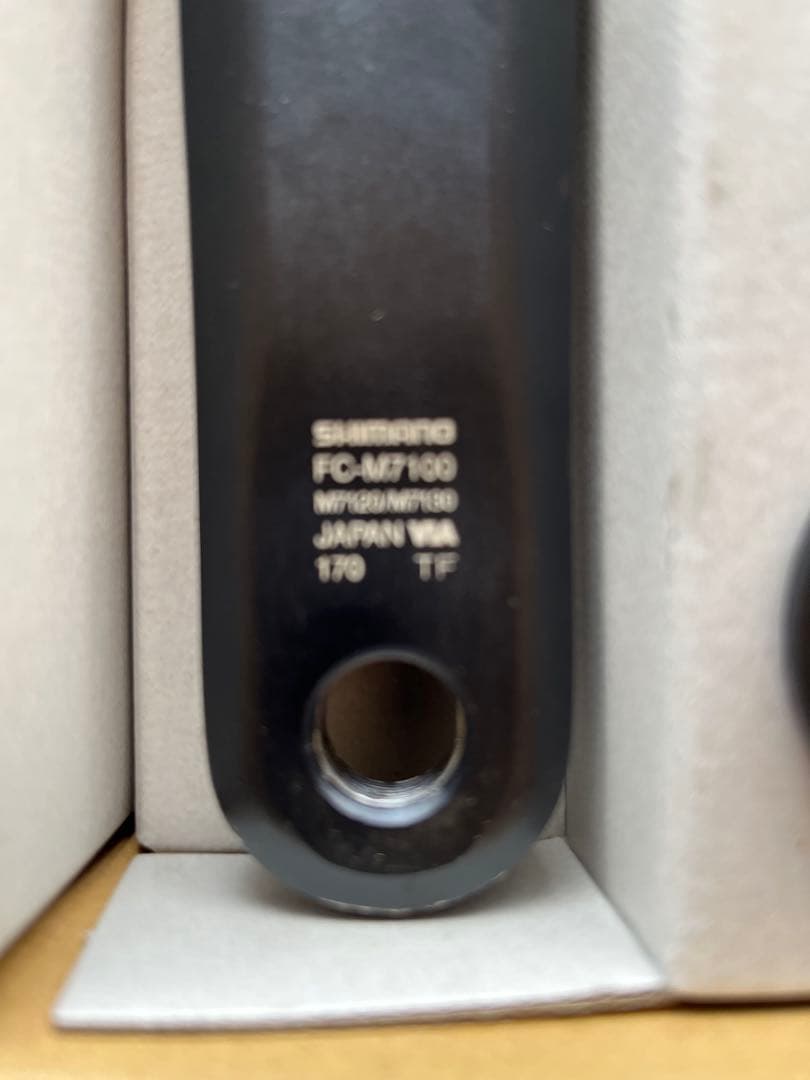 SHIMANO
FC-M7100
M7120/M7130
JAPAN VIA
170 TF